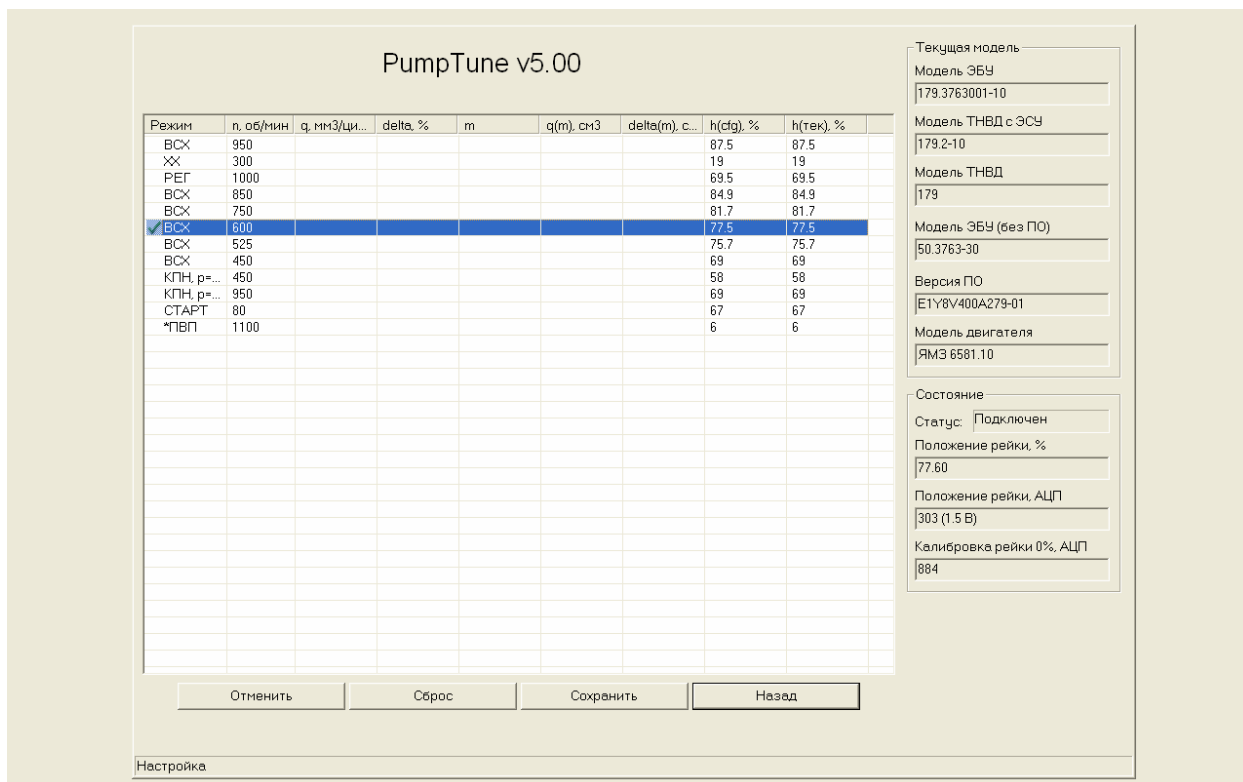 PumpTune v5.00
Режим n, об/мин q, мм3/ци... delta, % m q(m), см3 delta(m), с... h(cfg), % h(тек), %
ВСХ 950 87.5 87.5
ХХ 300 19 19
РЕГ 1000 69.5 69.5
ВСХ 850 84.9 84.9
ВСХ 750 81.7 81.7
ВСХ 600 77.5 77.5
ВСХ 525 75.7 75.7
ВСХ 450 69 69
КПН, р=... 450 58 58
КПН, р=... 950 69 69
СТАРТ 80 67 67
*ПВП 1100 6 6
Отменить Сброс Сохранить Назад
Настройка
Текущая модель
Модель ЭБУ
179.3763001-10
Модель ТНВД с ЭСУ
179.2-10
Модель ТНВД
179
Модель ЭБУ (без ПО)
50.3763-30
Версия ПО
E1Y8V400A279-01
Модель двигателя
ЯМЗ 6581.10
Состояние
Статус: Подключен
Положение рейки, %
77.60
Положение рейки, АЦП
303 (1.5 В)
Калибровка рейки 0%, АЦП
884